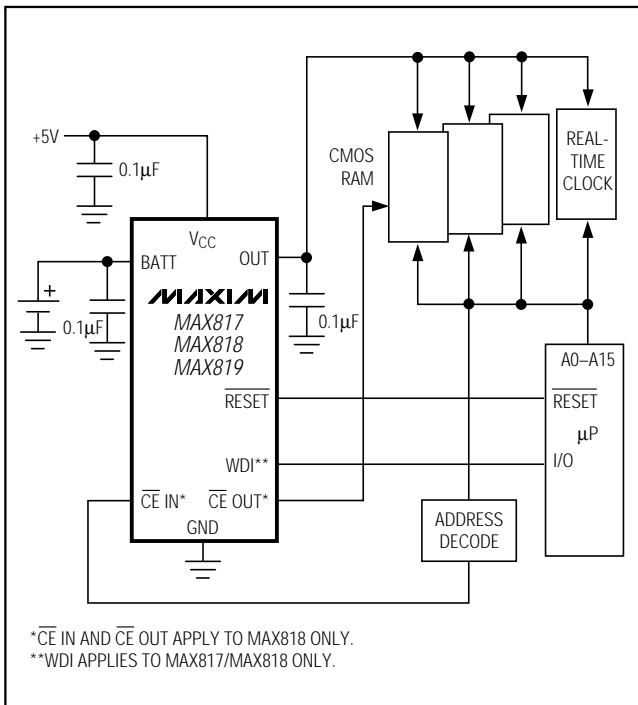 +5V
0.1µF
CMOS
RAM
REAL-
TIME
CLOCK
VCC
BATT
OUT
+
0.1µF
MAXIM
MAX817
MAX818
MAX819
0.1µF
A0–A15
RESET
RESET
µP
WDI**
I/O
CE IN*
CE OUT*
GND
ADDRESS
DECODE
*CE IN AND CE OUT APPLY TO MAX818 ONLY.
**WDI APPLIES TO MAX817/MAX818 ONLY.